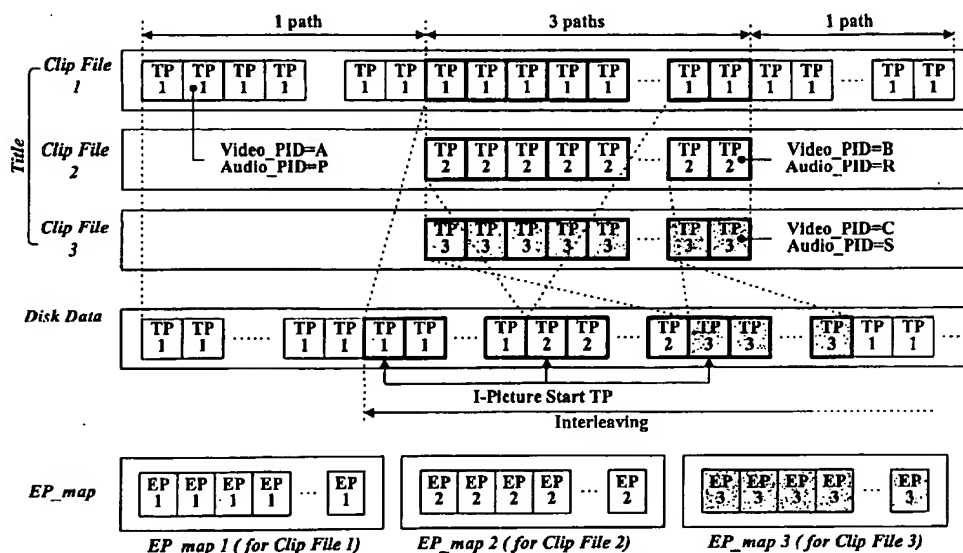 1 path 3 paths 1 path
Clip File 1
TP 1 TP 1 TP 1 TP 1 TP 1 TP 1 TP 1 TP 1 TP 1 TP 1 TP 1 ..... TP 1 TP 1 TP 1 TP 1 ..... TP 1 TP 1
Title
Clip File 2
TP 2 TP 2 TP 2 TP 2 TP 2 ..... TP 2 TP 2
Video_PID=A
Audio_PID=P
Video_PID=B
Audio_PID=R
Clip File 3
TP 3 TP 3 TP 3 TP 3 TP 3 ..... TP 3 TP 3
Video_PID=C
Audio_PID=S
Disk Data
TP 1 TP 1 ...... TP 1 TP 1 TP 1 TP 1 ..... TP 1 TP 2 TP 2 ..... TP 2 TP 3 TP 3 ...... TP 3 TP 1 TP 1 .....
I-Picture Start TP
Interleaving
EP_map
EP 1 EP 1 EP 1 EP 1 ... EP 1
EP 2 EP 2 EP 2 EP 2 ... EP 2
EP 3 EP 3 EP 3 EP 3 ... EP 3
EP_map 1 ( for Clip File 1)
EP_map 2 ( for Clip File 2)
EP_map 3 ( for Clip File 3)